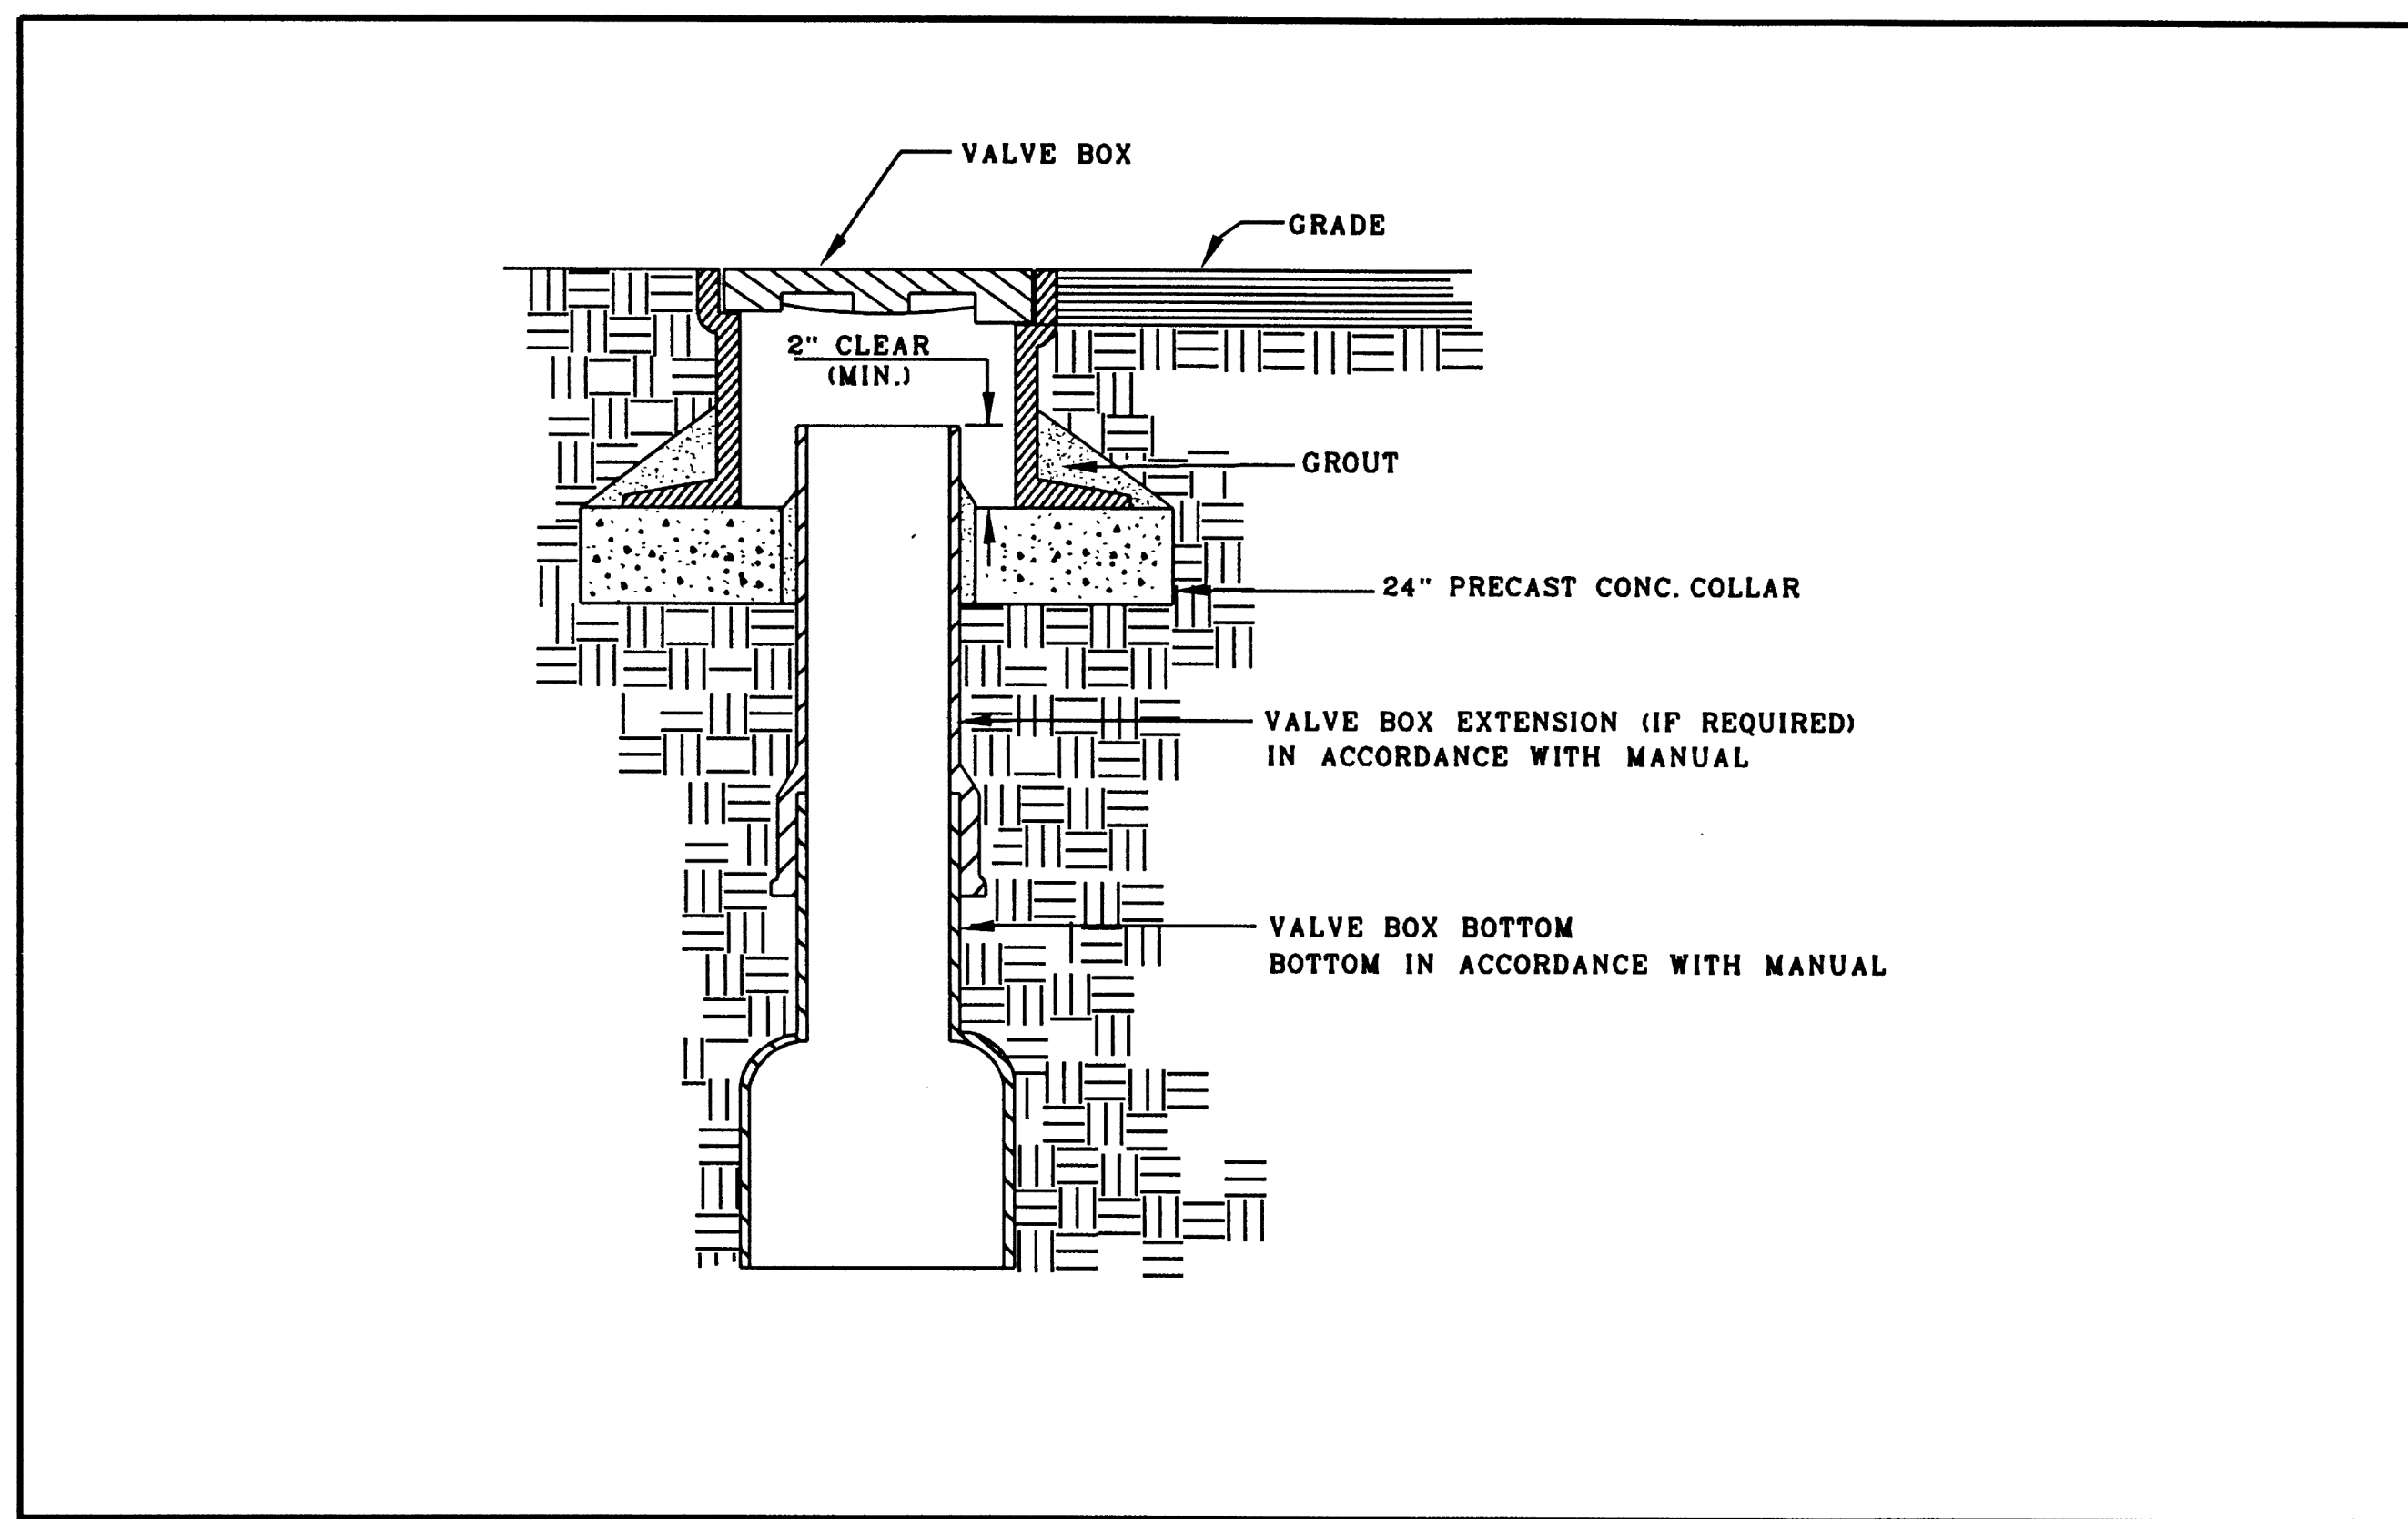 VALVE BOX
GRADE
2" CLEAR
(MIN.)
GROUT
24" PRECAST CONC. COLLAR
VALVE BOX EXTENSION (IF REQUIRED)
IN ACCORDANCE WITH MANUAL
VALVE BOX BOTTOM
BOTTOM IN ACCORDANCE WITH MANUAL